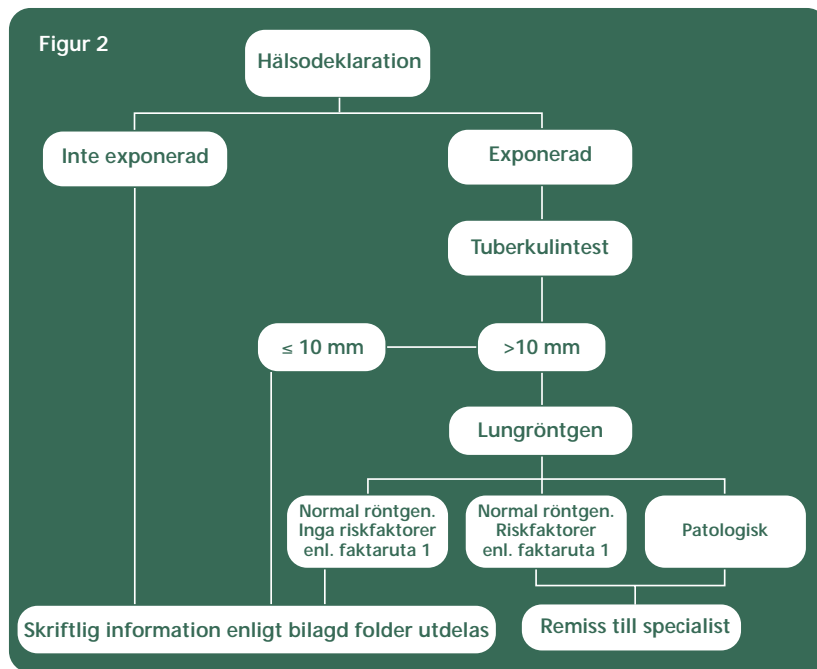 Figur 2
Hälsodeklaration
Inte exponerad
Exponerad
Tuberkulintest
≤ 10 mm
>10 mm
Lungröntgen
Normal röntgen.
Inga riskfaktorer
enl. faktaruta 1
Normal röntgen.
Riskfaktorer
enl. faktaruta 1
Patologisk
Skriftlig information enligt bilagd folder utdelas
Remiss till specialist